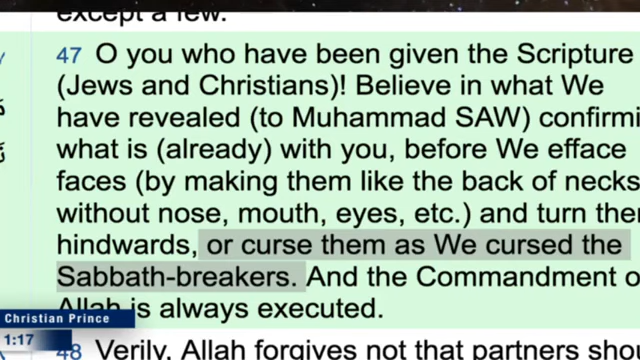 except a few.
47 O you who have been given the Scripture
(Jews and Christians)! Believe in what We
have revealed (to Muhammad SAW) confirmi
what is (already) with you, before We efface
faces (by making them like the back of necks
without nose, mouth, eyes, etc.) and turn them
hindwards, or curse them as We cursed the
Sabbath-breakers. And the Commandment o
Allah is always executed.
Christian Prince
1:17
48 Verily, Allah forgives not that partners shou